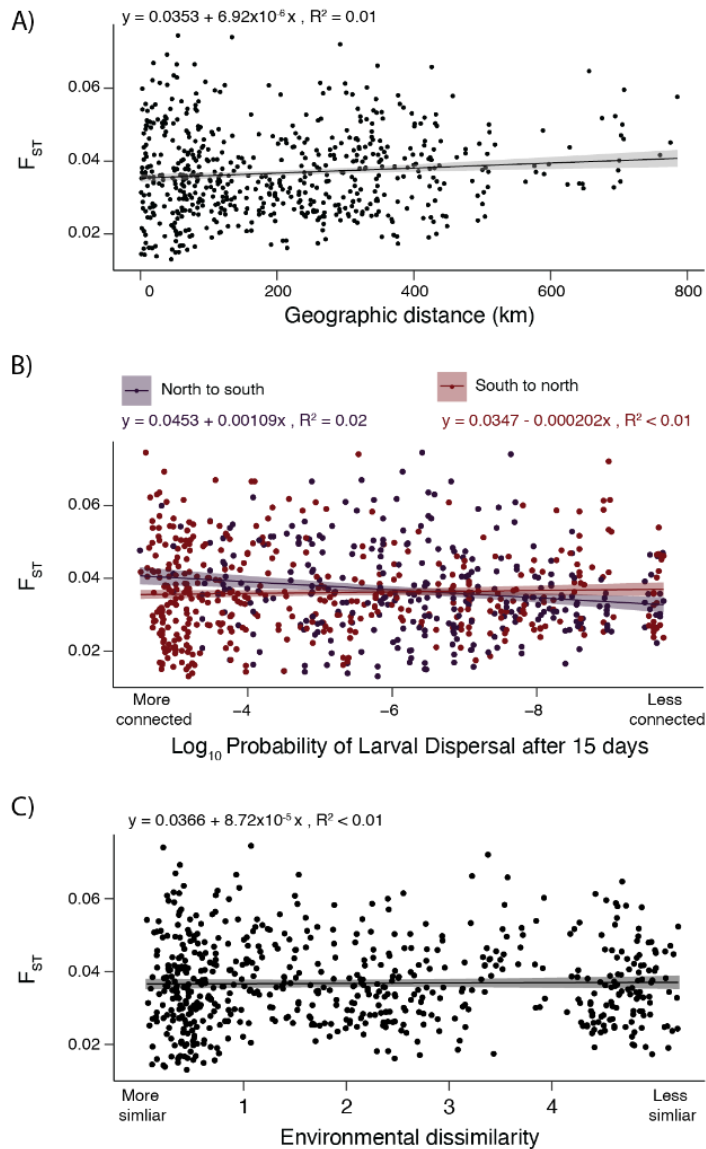 A)
y = 0.0353 + 6.92x10⁻⁶ x , R² = 0.01
0.06
0.04
0.02
F_ST
0 200 400 600 800
Geographic distance (km)
B)
North to south
South to north
y = 0.0453 + 0.00109x , R² = 0.02
y = 0.0347 - 0.000202x , R² < 0.01
0.06
0.04
0.02
F_ST
More connected
−4 −6 −8
Less connected
Log₁₀ Probability of Larval Dispersal after 15 days
C)
y = 0.0366 + 8.72x10⁻⁵ x , R² < 0.01
0.06
0.04
0.02
F_ST
More simliar
1 2 3 4
Less simliar
Environmental dissimilarity